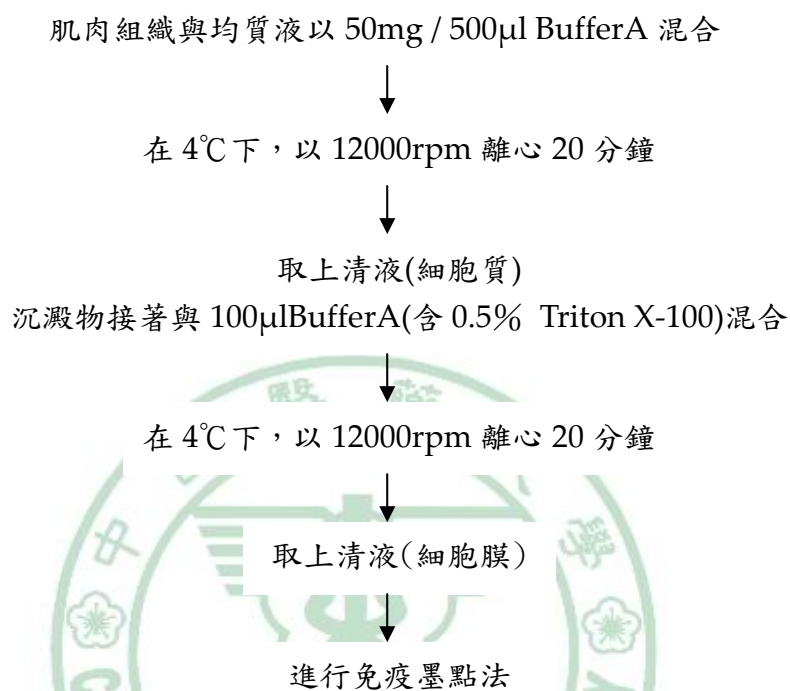 肌肉組織與均質液以 50mg / 500μl BufferA 混合
在 4℃下，以 12000rpm 離心 20 分鐘
取上清液(細胞質)
沉澱物接著與 100μlBufferA(含 0.5% Triton X-100)混合
在 4℃下，以 12000rpm 離心 20 分鐘
取上清液(細胞膜)
進行免疫墨點法